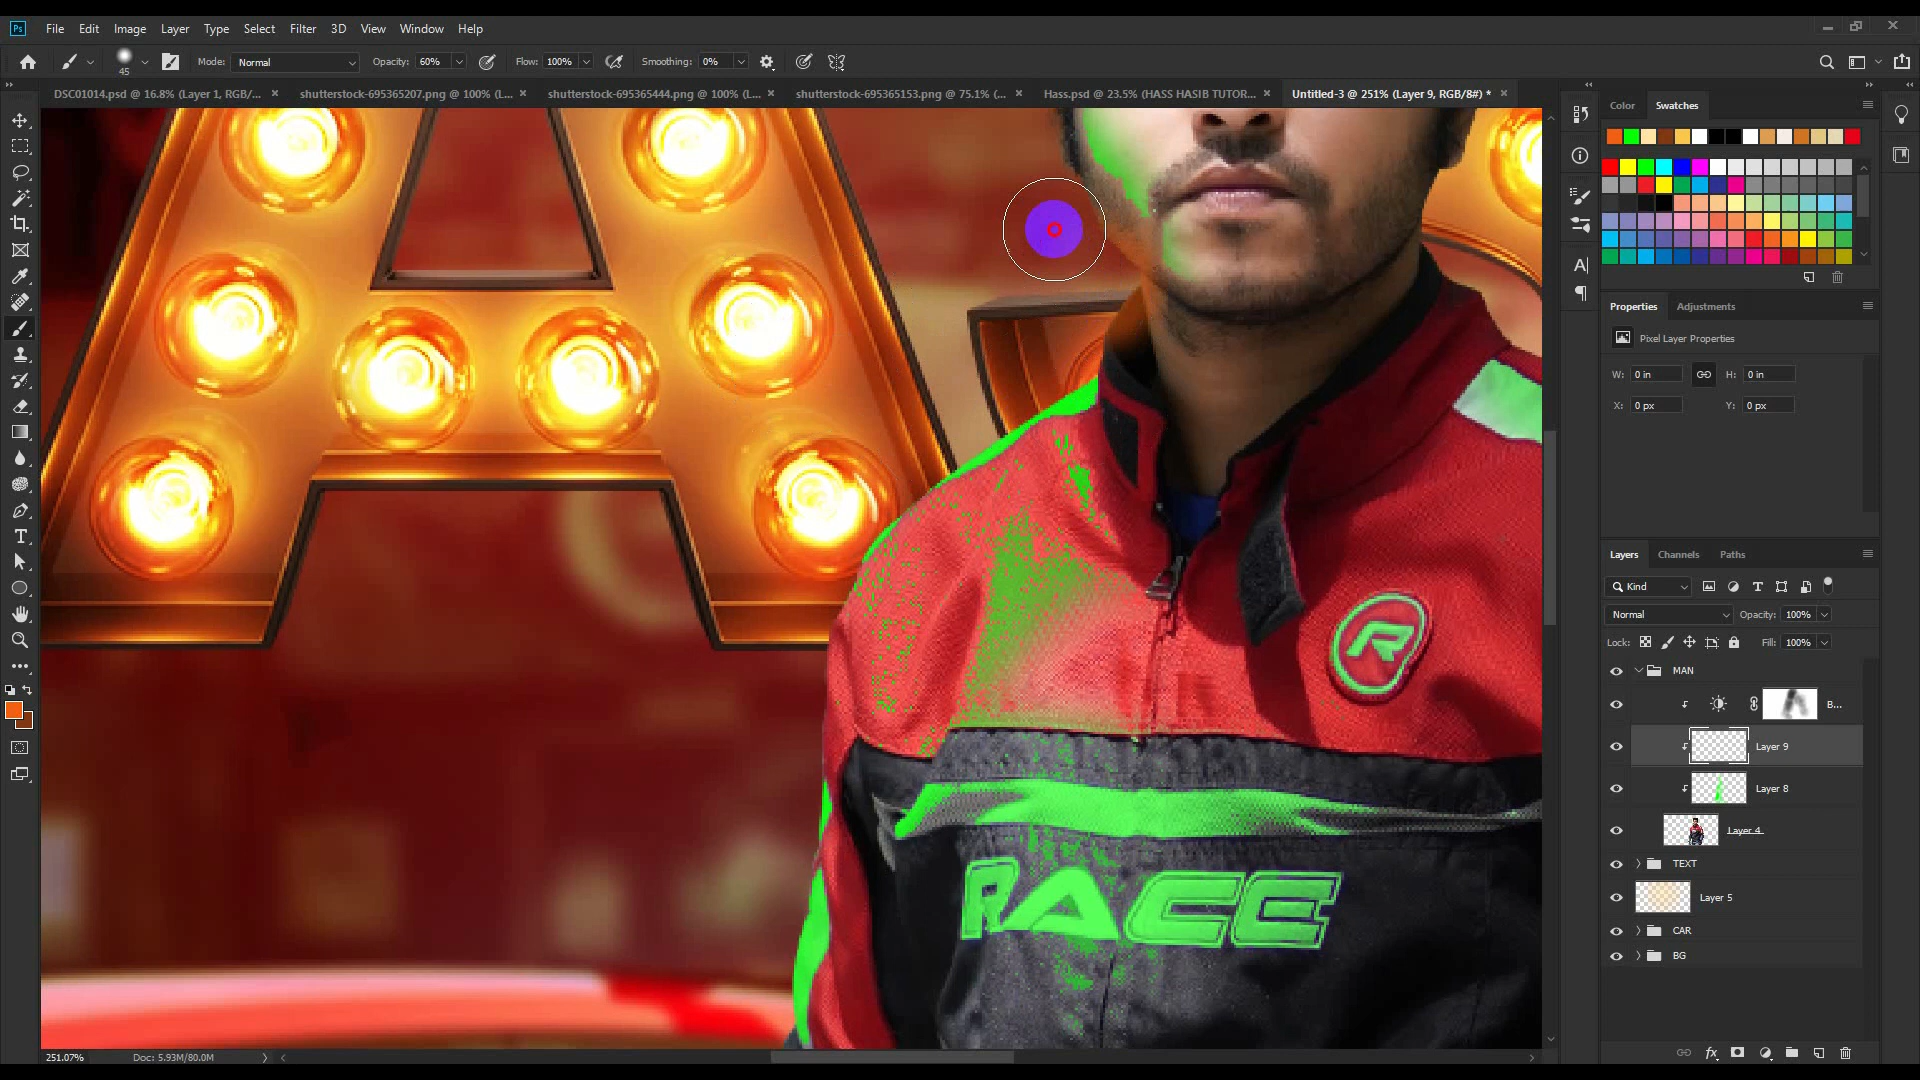 Ps File Edit Image Layer Type Select Filter 3D View Window Help
45 Mode: Normal Opacity: 60% Flow: 100% Smoothing: 0%
DSC01014.psd @ 16.8% (Layer 1, RGB/... × shutterstock-695365207.png @ 100% (L... × shutterstock-695365444.png @ 100% (L... × shutterstock-695365153.png @ 75.1% (... × Hass.psd @ 23.5% (HASS HASIB TUTOR... × Untitled-3 @ 251% (Layer 9, RGB/8#) * ×
Color Swatches
Properties Adjustments
Pixel Layer Properties
W: 0 in H: 0 in
X: 0 px Y: 0 px
Layers Channels Paths
Kind
Normal Opacity: 100%
Lock: Fill: 100%
MAN
B...
Layer 9
Layer 8
Layer 4
TEXT
Layer 5
CAR
BG
A
R
RACE
251.07% Doc: 5.93M/80.0M